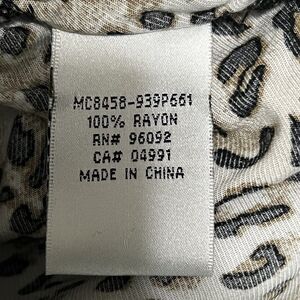 MC8458-939P661
100% RAYON
RN# 96092
CA# 04991
MADE IN CHINA